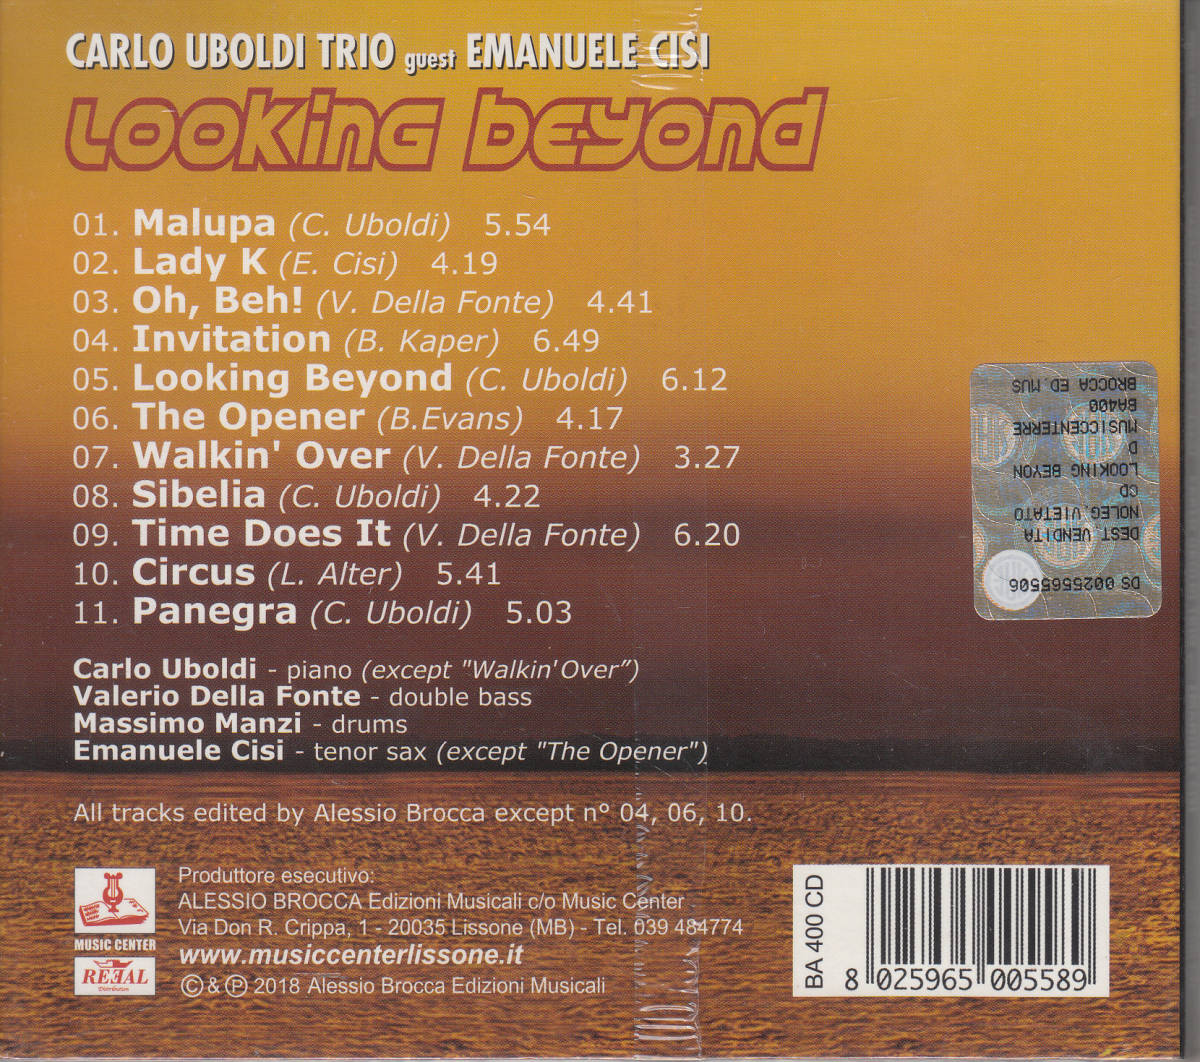 CARLO UBOLDI TRIO guest EMANUELE CISI
Looking Beyond
01. Malupa (C. Uboldi) 5.54
02. Lady K (E. Cisi) 4.19
03. Oh, Beh! (V. Della Fonte) 4.41
04. Invitation (B. Kaper) 6.49
05. Looking Beyond (C. Uboldi) 6.12
06. The Opener (B.Evans) 4.17
07. Walkin' Over (V. Della Fonte) 3.27
08. Sibelia (C. Uboldi) 4.22
09. Time Does It (V. Della Fonte) 6.20
10. Circus (L. Alter) 5.41
11. Panegra (C. Uboldi) 5.03
Carlo Uboldi - piano (except "Walkin' Over”)
Valerio Della Fonte - double bass
Massimo Manzi - drums
Emanuele Cisi - tenor sax (except "The Opener")
All tracks edited by Alessio Brocca except n° 04, 06, 10.
Produttore esecutivo:
ALESSIO BROCCA Edizioni Musicali c/o Music Center
Via Don R. Crippa, 1 - 20035 Lissone (MB) - Tel. 039 484774
www.musiccenterlissone.it
© & ℗ 2018 Alessio Brocca Edizioni Musicali
MUSIC CENTER
REFAL
Distribution
BA 400 CD
8 025965 005589
DS 002555655506
DEST VENDITA
NOLEG.VIETATO
CD
LOOKING BEYON
D
MUSICCENTERRE
BA400
BROCCA ED.MUS